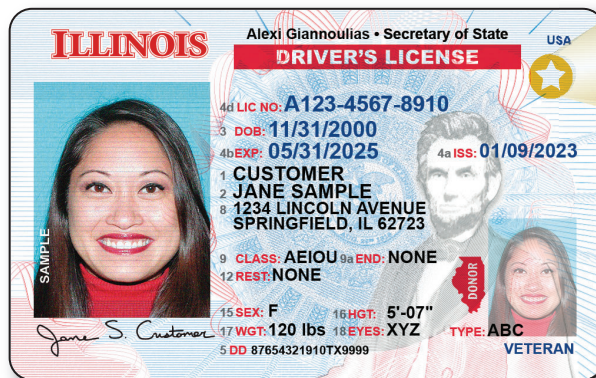 ILLINOIS
Alexi Giannoulias • Secretary of State
USA
DRIVER'S LICENSE
4d LIC NO: A123-4567-8910
3 DOB: 11/31/2000
4b EXP: 05/31/2025 4a ISS: 01/09/2023
1 CUSTOMER
2 JANE SAMPLE
8 1234 LINCOLN AVENUE
SPRINGFIELD, IL 62723
9 CLASS: AEIOU 9a END: NONE
12 REST: NONE
SAMPLE
DONOR
15 SEX: F 16 HGT: 5'-07"
17 WGT: 120 lbs 18 EYES: XYZ TYPE: ABC
Jane S. Customer
5 DD 87654321910TX9999
VETERAN